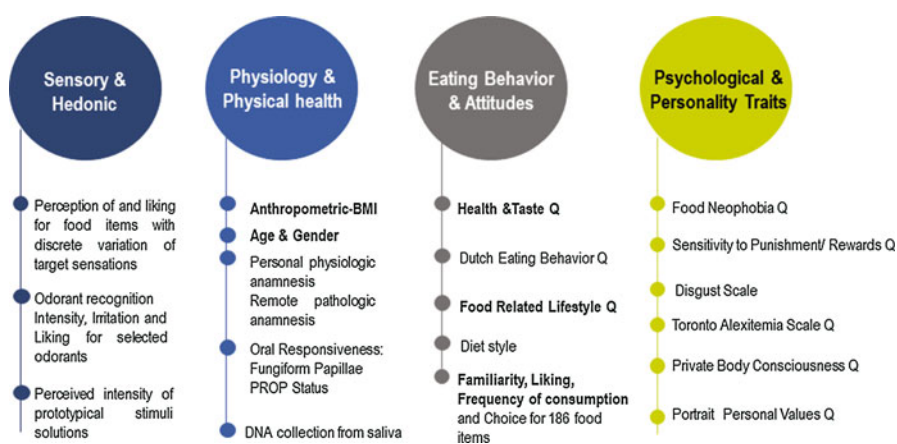 Sensory &
Hedonic
Perception of and liking
for food items with
discrete variation of
target sensations
Odorant recognition
Intensity, Irritation and
Liking for selected
odorants
Perceived intensity of
prototypical stimuli
solutions
Physiology &
Physical health
Anthropometric-BMI
Age & Gender
Personal physiologic
anamnesis
Remote pathologic
anamnesis
Oral Responsiveness:
Fungiform Papillae
PROP Status
DNA collection from saliva
Eating Behavior
& Attitudes
Health &Taste Q
Dutch Eating Behavior Q
Food Related Lifestyle Q
Diet style
Familiarity, Liking,
Frequency of consumption
and Choice for 186 food
items
Psychological &
Personality Traits
Food Neophobia Q
Sensitivity to Punishment/ Rewards Q
Disgust Scale
Toronto Alexitemia Scale Q
Private Body Consciousness Q
Portrait Personal Values Q